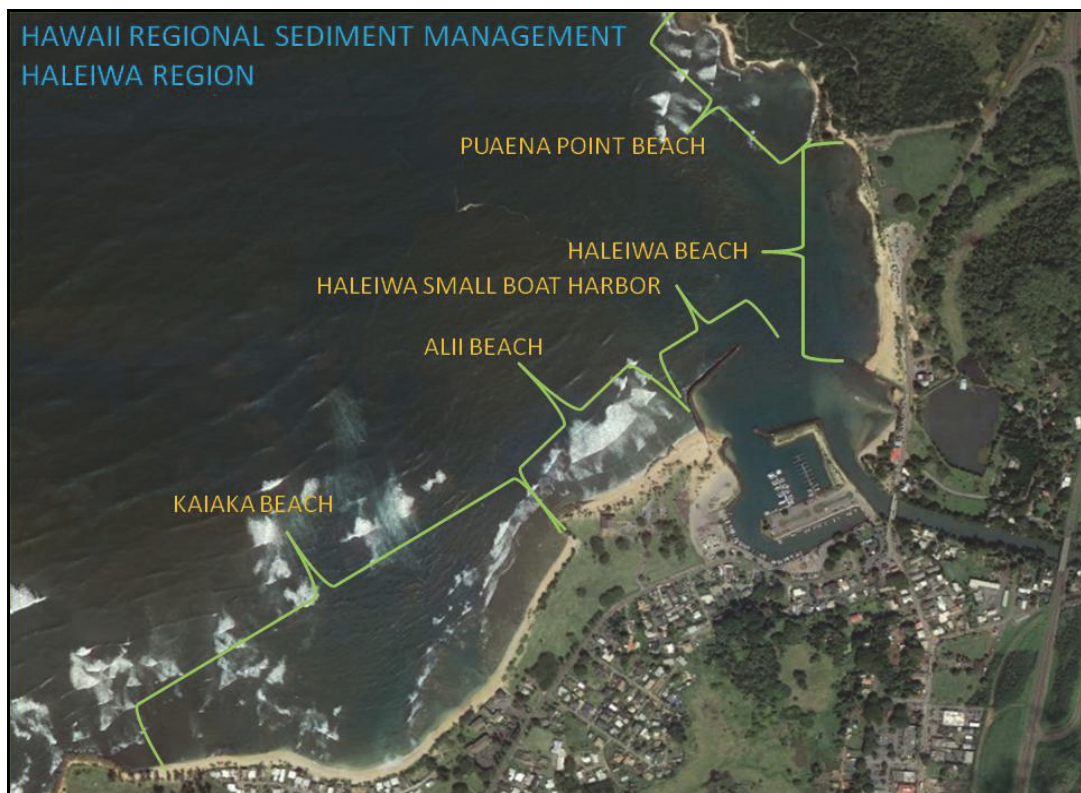 HAWAII REGIONAL SEDIMENT MANAGEMENT
HALEIWA REGION
PUAENA POINT BEACH
HALEIWA BEACH
HALEIWA SMALL BOAT HARBOR
ALII BEACH
KAIAKA BEACH